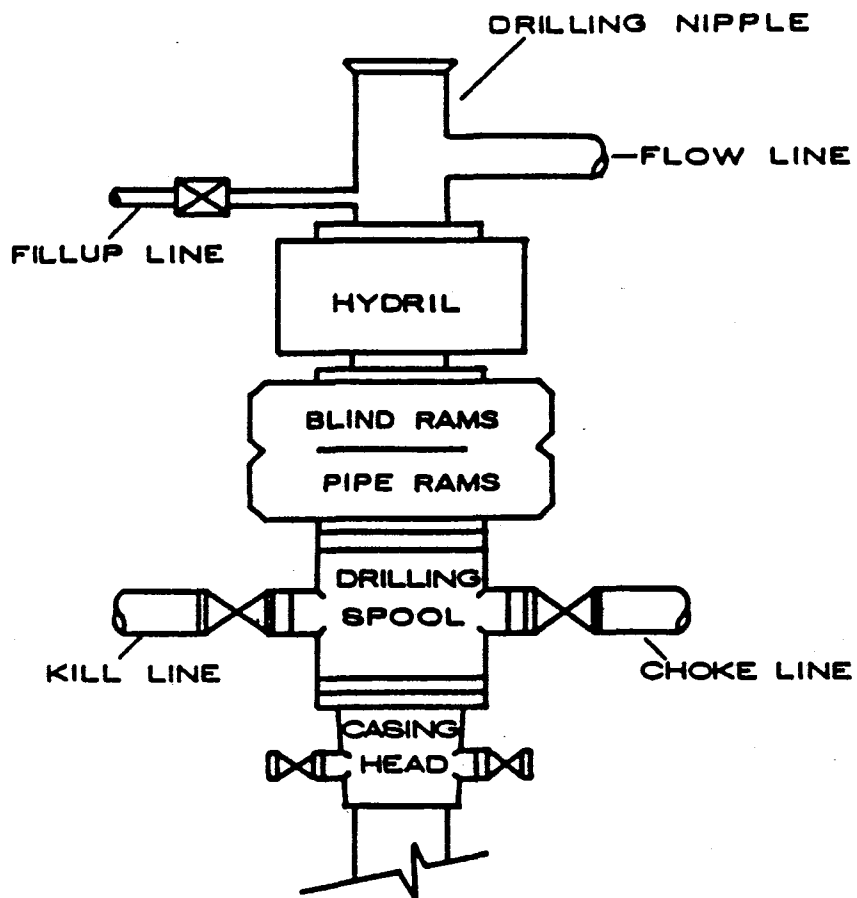 DRILLING NIPPLE
FLOW LINE
FILLUP LINE
HYDRIL
BLIND RAMS
PIPE RAMS
DRILLING
SPOOL
KILL LINE
CHOKE LINE
CASING
HEAD